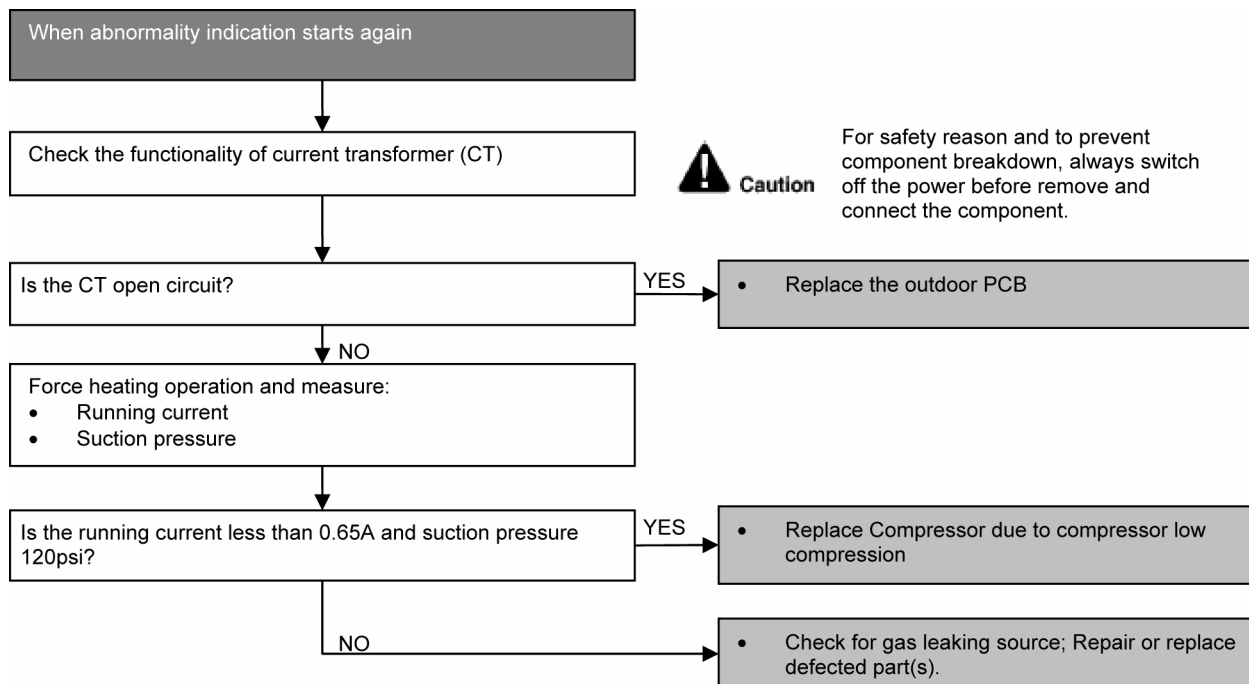 When abnormality indication starts again
Check the functionality of current transformer (CT)
Caution
For safety reason and to prevent
component breakdown, always switch
off the power before remove and
connect the component.
Is the CT open circuit?
YES
• Replace the outdoor PCB
NO
Force heating operation and measure:
• Running current
• Suction pressure
Is the running current less than 0.65A and suction pressure
120psi?
YES
• Replace Compressor due to compressor low
compression
NO
• Check for gas leaking source; Repair or replace
defected part(s).